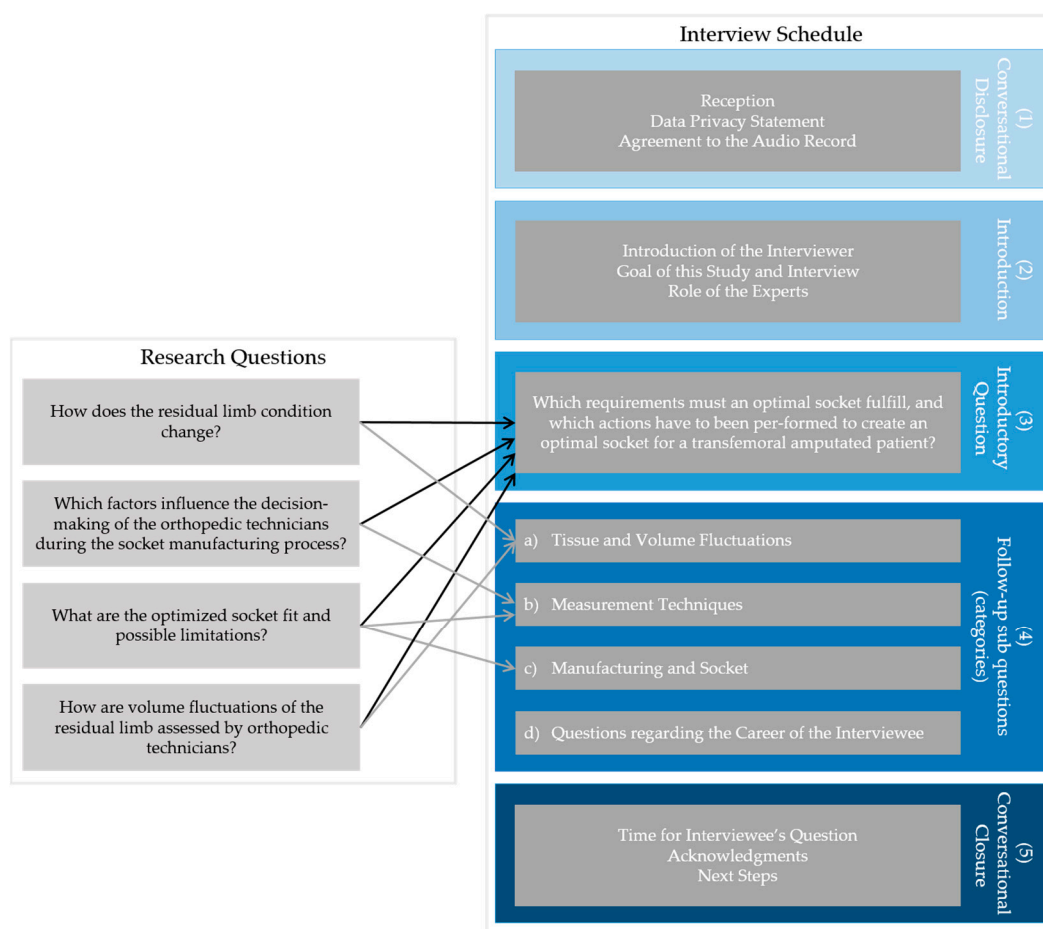 Interview Schedule
Reception
Data Privacy Statement
Agreement to the Audio Record
(1)
Conversational
Disclosure
Introduction of the Interviewer
Goal of this Study and Interview
Role of the Experts
(2)
Introduction
Research Questions
How does the residual limb condition
change?
Which factors influence the decision-
making of the orthopedic technicians
during the socket manufacturing process?
What are the optimized socket fit and
possible limitations?
How are volume fluctuations of the
residual limb assessed by orthopedic
technicians?
Which requirements must an optimal socket fulfill, and
which actions have to been per-formed to create an
optimal socket for a transfemoral amputated patient?
(3)
Introductory
Question
a) Tissue and Volume Fluctuations
b) Measurement Techniques
c) Manufacturing and Socket
d) Questions regarding the Career of the Interviewee
(4)
Follow-up sub questions
(categories)
Time for Interviewee's Question
Acknowledgments
Next Steps
(5)
Conversational
Closure